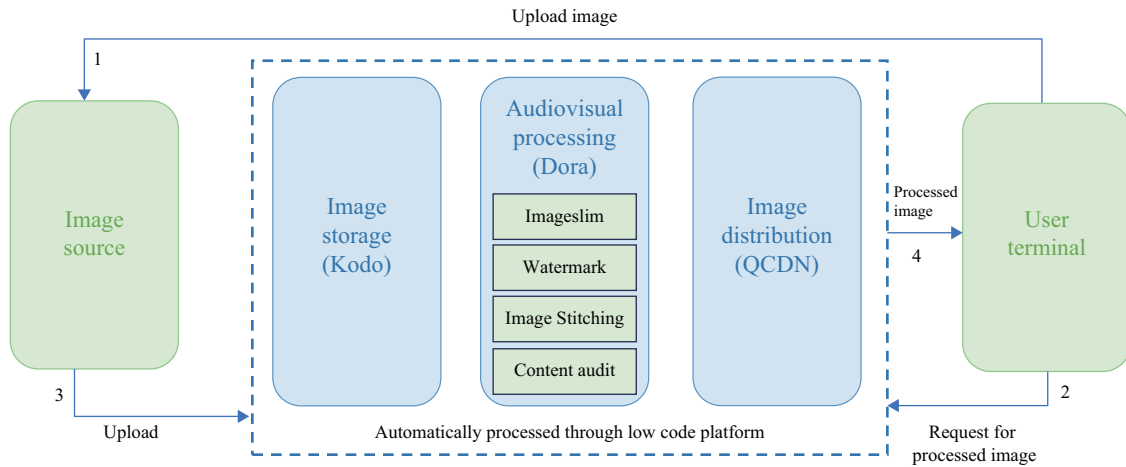 Upload image
1
Image
source
Image
storage
(Kodo)
Audiovisual
processing
(Dora)
Imageslim
Watermark
Image Stitching
Content audit
Image
distribution
(QCDN)
Processed
image
4
User
terminal
3
Upload
Automatically processed through low code platform
2
Request for
processed image